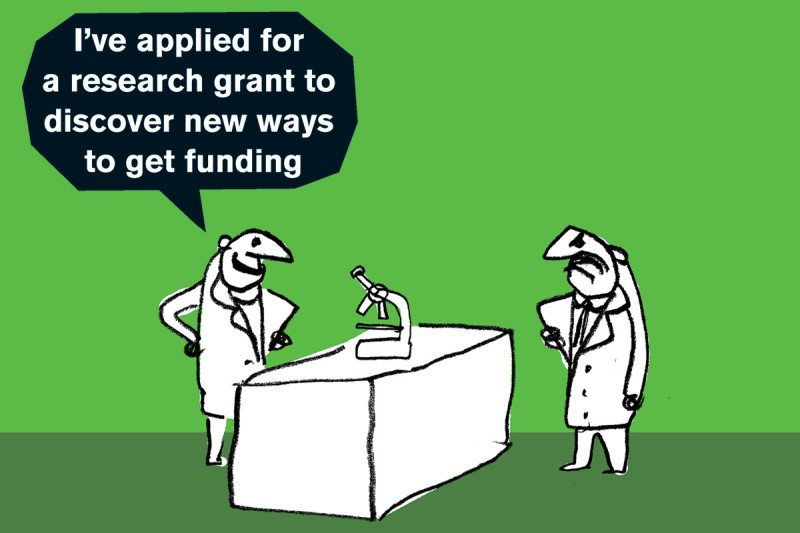 I’ve applied for
a research grant to
discover new ways
to get funding